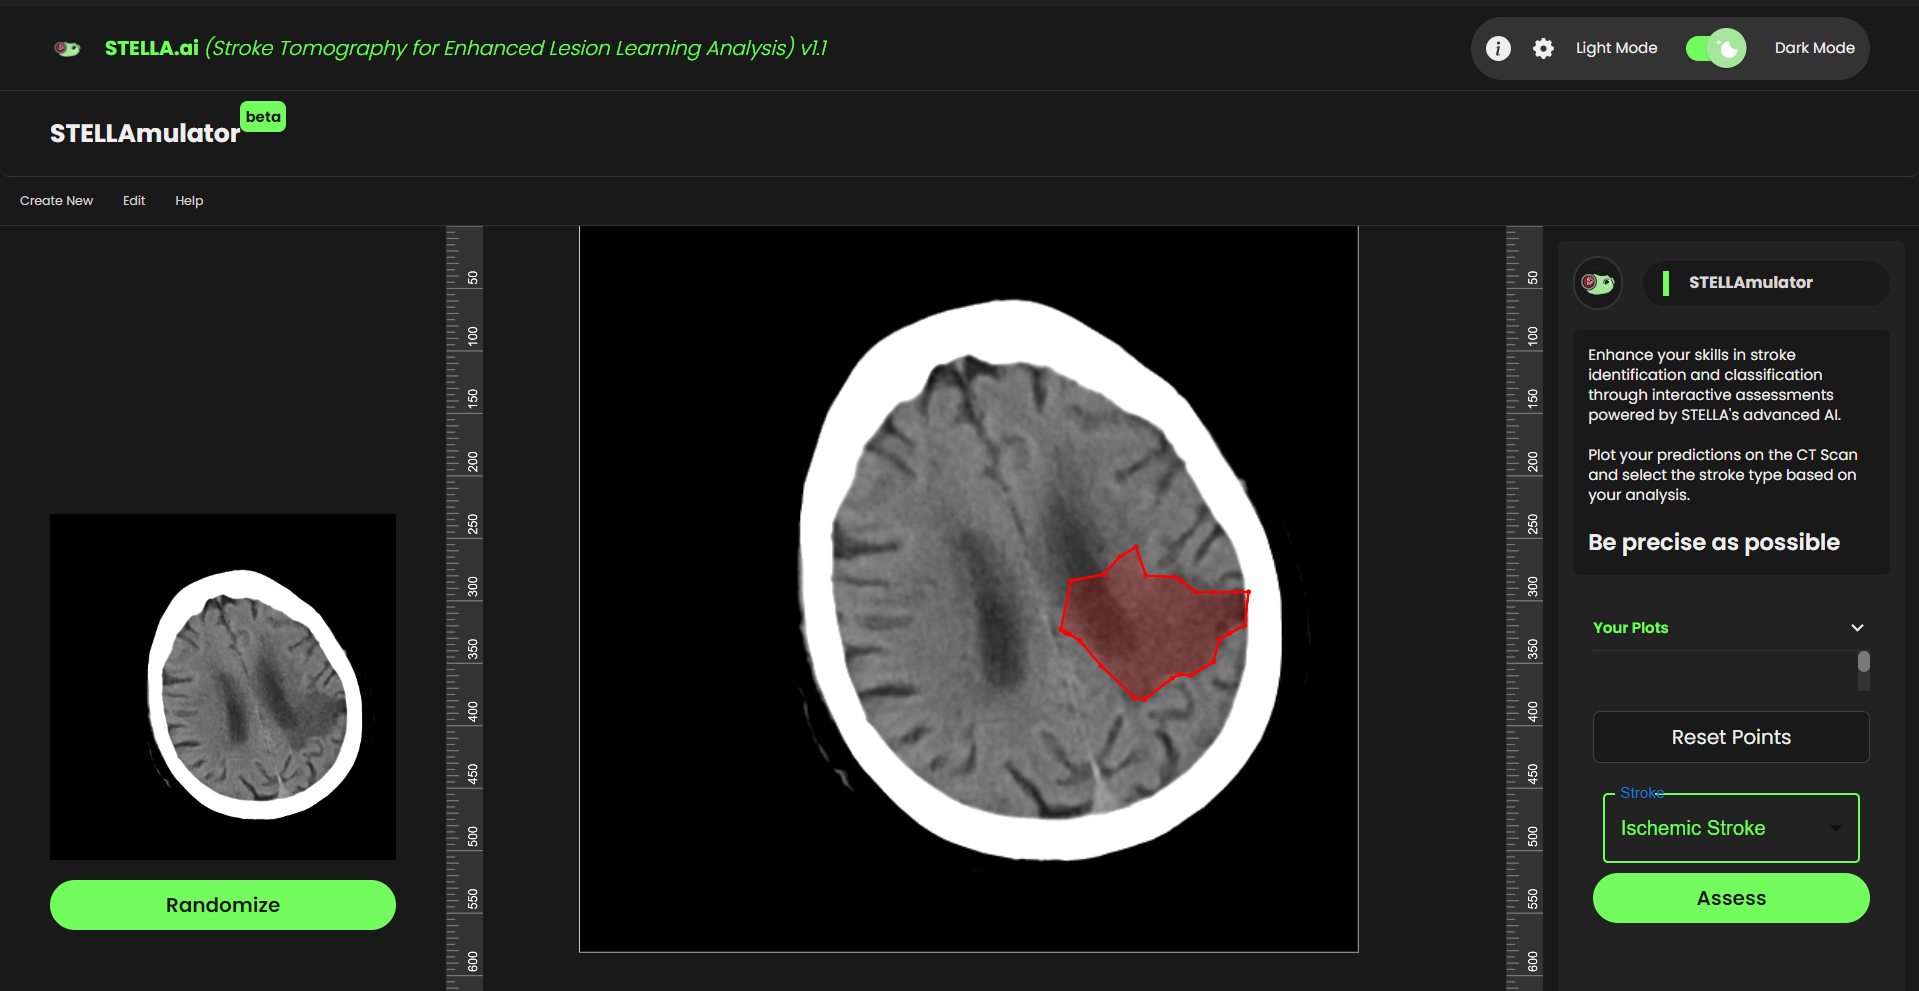 STELLA.ai (Stroke Tomography for Enhanced Lesion Learning Analysis) v1.1
Light Mode
Dark Mode
STELLAmulator
beta
Create New
Edit
Help
Randomize
50
100
150
200
250
300
350
400
450
500
550
600
50
100
150
200
250
300
350
400
450
500
550
600
STELLAmulator
Enhance your skills in stroke
identification and classification
through interactive assessments
powered by STELLA's advanced AI.
Plot your predictions on the CT Scan
and select the stroke type based on
your analysis.
Be precise as possible
Your Plots
Reset Points
Stroke
Ischemic Stroke
Assess